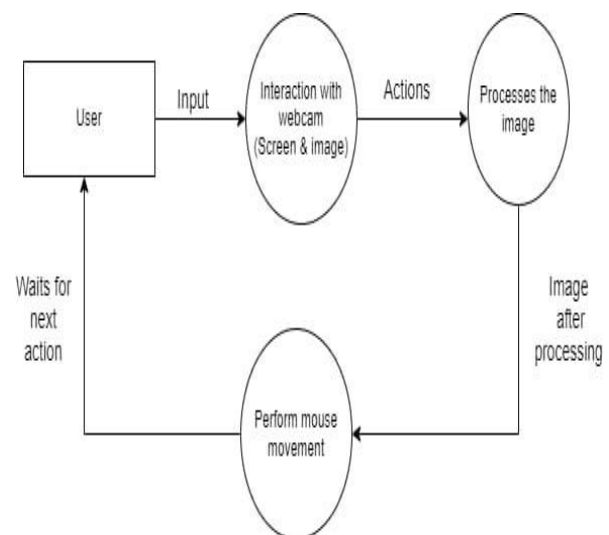 User
Input
Interaction with
webcam
(Screen & image)
Actions
Processes the
image
Image
after
processing
Perform mouse
movement
Waits for
next
action